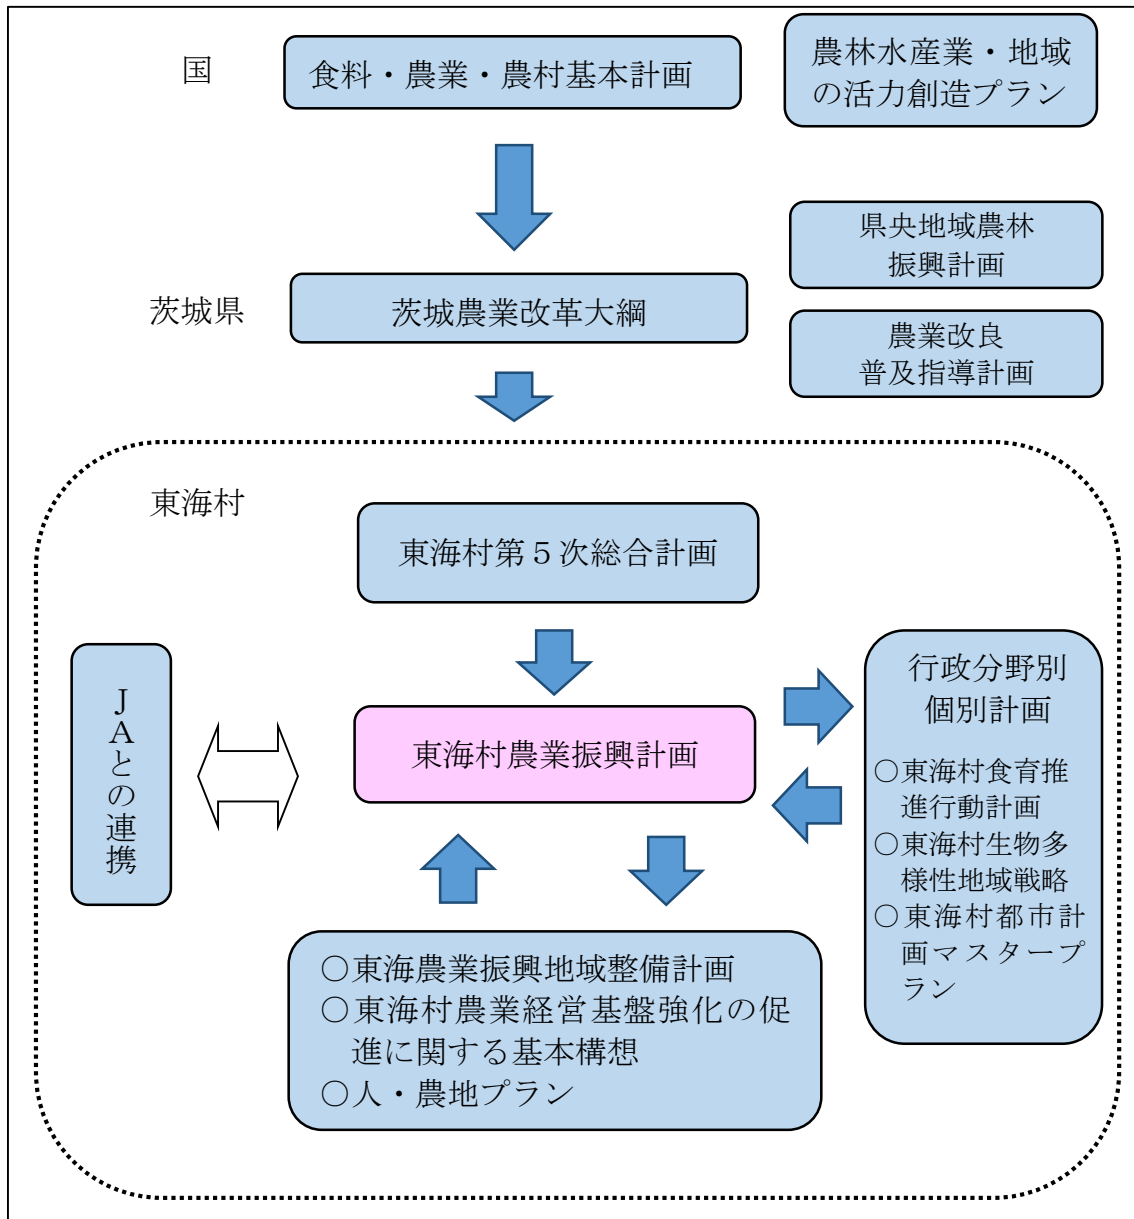 国
食料・農業・農村基本計画
農林水産業・地域
の活力創造プラン
県央地域農林
振興計画
茨城県
茨城農業改革大綱
農業改良
普及指導計画
東海村
東海村第５次総合計画
ＪＡとの連携
東海村農業振興計画
行政分野別
個別計画
○東海村食育推
進行動計画
○東海村生物多
様性地域戦略
○東海村都市計
画マスタープ
ラン
○東海農業振興地域整備計画
○東海村農業経営基盤強化の促
進に関する基本構想
○人・農地プラン